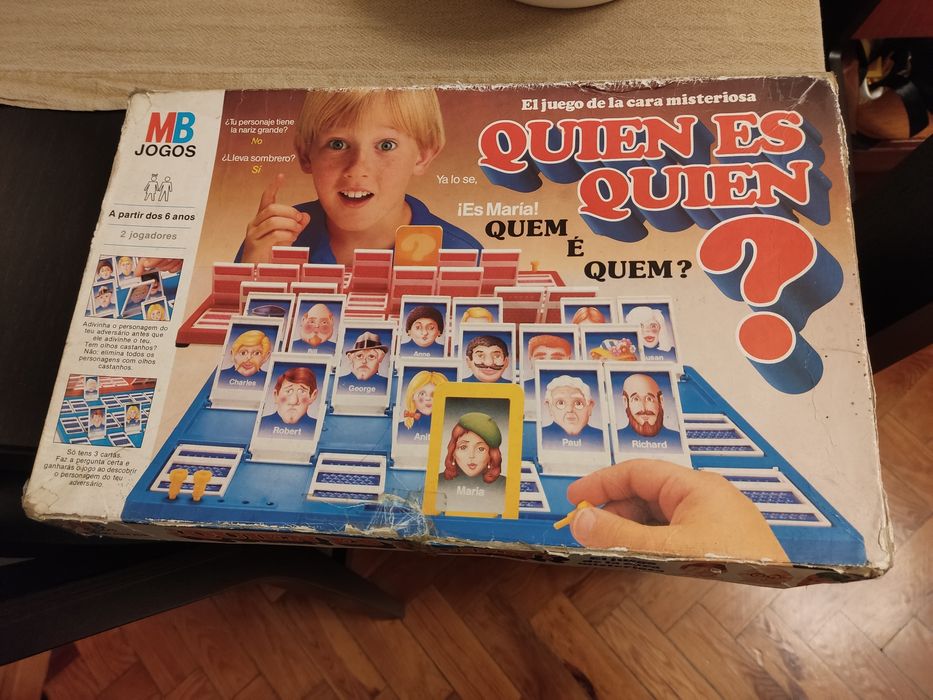 MB
JOGOS
A partir dos 6 anos
2 jogadores
Adivinha o personagem do
teu adversário antes que
ele adivinhe o teu.
Tem olhos castanhos?
Não: elimina todos os
personagens com olhos
castanhos.
Só tens 3 cartas.
Faz a pergunta certa e
ganharás o jogo ao descobrir
o personagem do teu
adversário.
¿Tu personaje tiene
la nariz grande?
No
¿Lleva sombrero?
Sí
Ya lo se,
¡Es María!
El juego de la cara misteriosa
QUIEN ES
QUIEN
?
QUEM
É
QUEM?
?
Charles
Bill
George
Anne
Susan
Robert
Anit
Paul
Richard
Maria